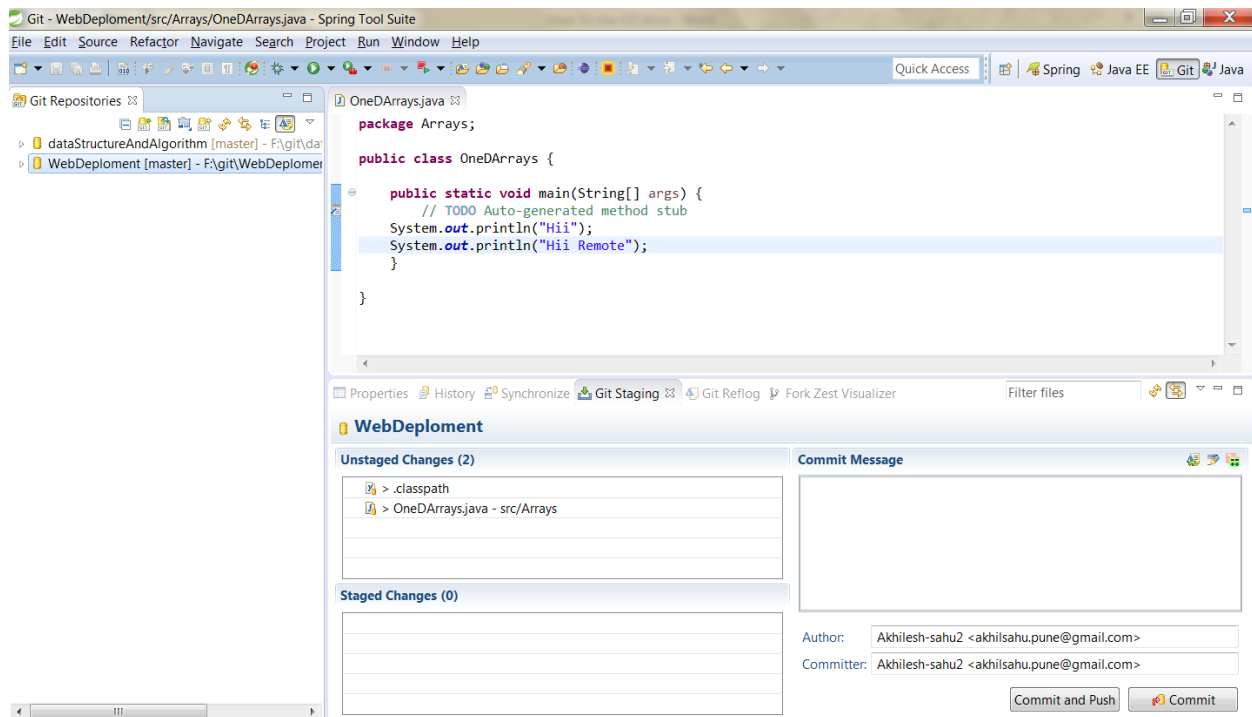 Git - WebDeploment/src/Arrays/OneDArrays.java - Spring Tool Suite
File Edit Source Refactor Navigate Search Project Run Window Help
Quick Access Spring Java EE Git Java
Git Repositories
dataStructureAndAlgorithm [master] - F:\git\da
WebDeploment [master] - F:\git\WebDeplomer
OneDArrays.java
package Arrays;
public class OneDArrays {
public static void main(String[] args) {
// TODO Auto-generated method stub
System.out.println("Hii");
System.out.println("Hii Remote");
}
}
Properties History Synchronize Git Staging Git Reflog Fork Zest Visualizer Filter files
WebDeploment
Unstaged Changes (2)
> .classpath
> OneDArrays.java - src/Arrays
Staged Changes (0)
Commit Message
Author: Akhilesh-sahu2 <akhilsahu.pune@gmail.com>
Committer: Akhilesh-sahu2 <akhilsahu.pune@gmail.com>
Commit and Push Commit